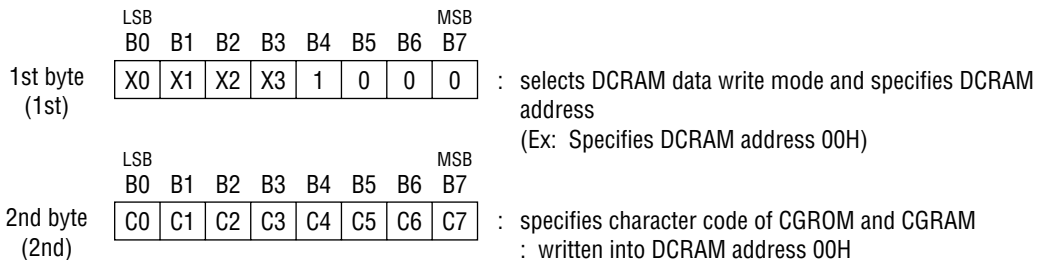 LSB MSB
B0 B1 B2 B3 B4 B5 B6 B7
1st byte X0 X1 X2 X3 1 0 0 0 : selects DCRAM data write mode and specifies DCRAM
(1st) address
(Ex: Specifies DCRAM address 00H)
LSB MSB
B0 B1 B2 B3 B4 B5 B6 B7
2nd byte C0 C1 C2 C3 C4 C5 C6 C7 : specifies character code of CGROM and CGRAM
(2nd) : written into DCRAM address 00H